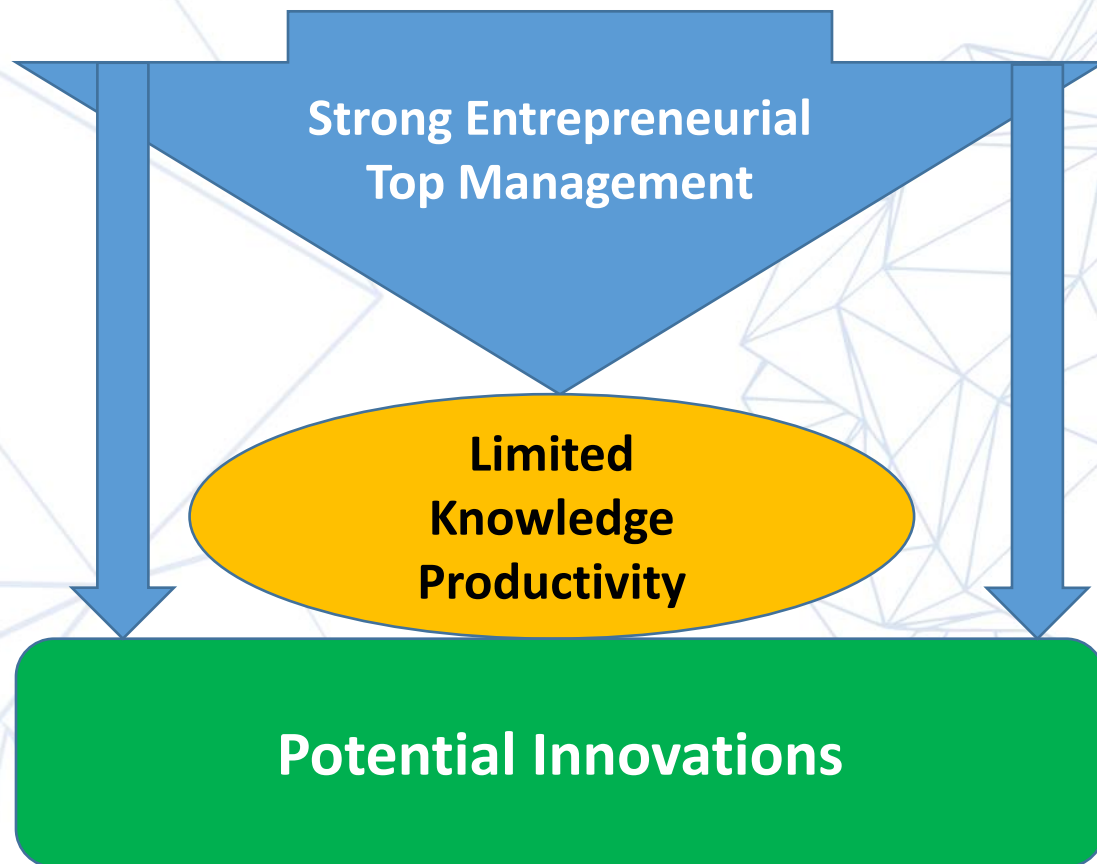 Strong Entrepreneurial
Top Management
Limited
Knowledge
Productivity
Potential Innovations